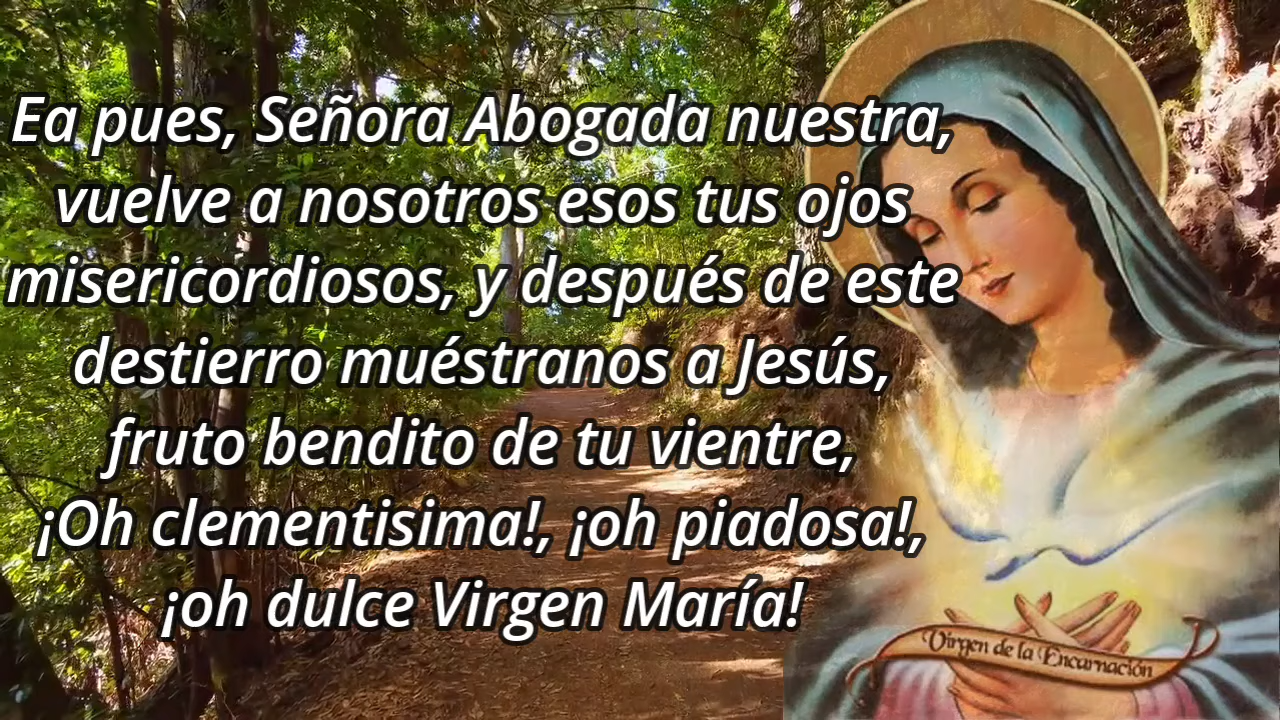 Ea pues, Señora Abogada nuestra,
vuelve a nosotros esos tus ojos
misericordiosos, y después de este
destierro muéstranos a Jesús,
fruto bendito de tu vientre,
¡Oh clementisima!, ¡oh piadosa!,
¡oh dulce Virgen María!
Virgen de la Encarnación